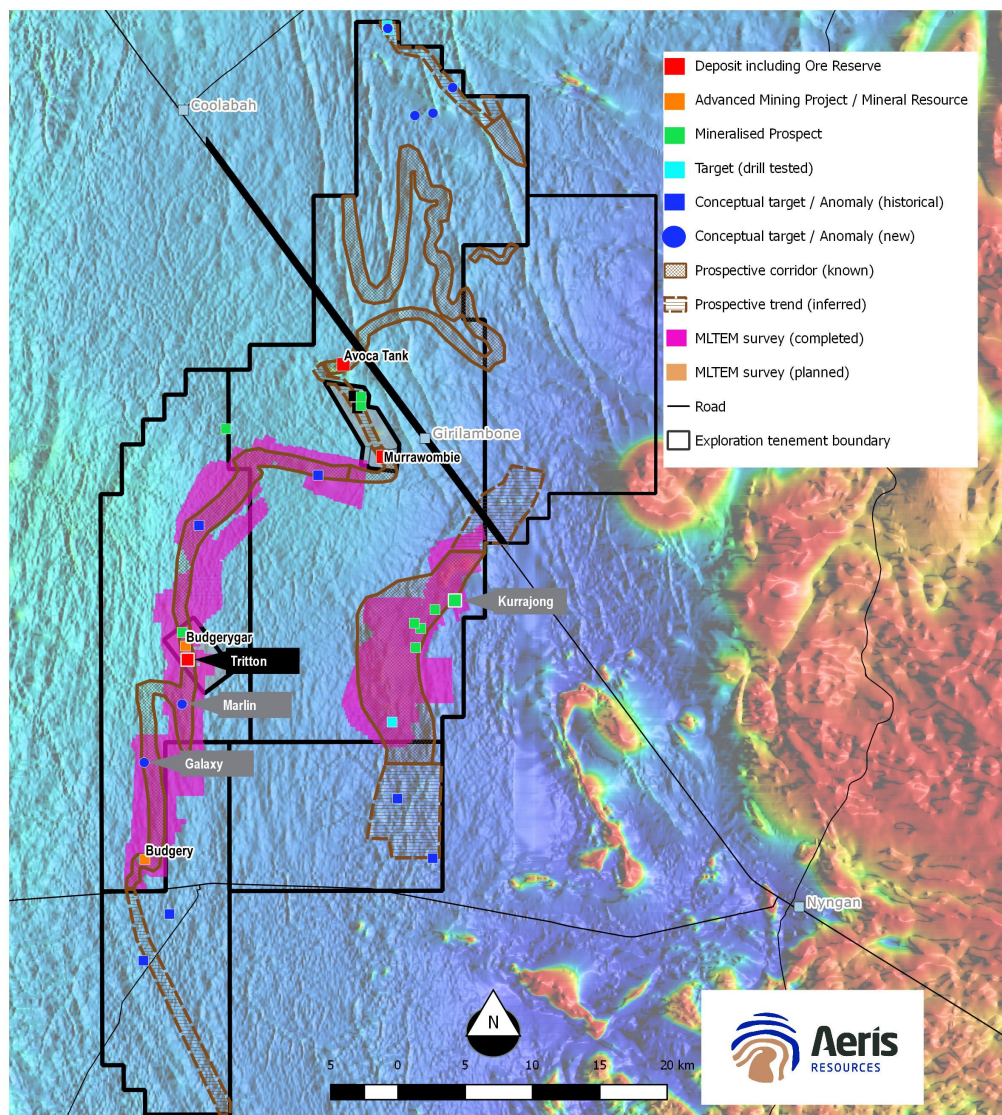 Coolabah
Deposit including Ore Reserve
Advanced Mining Project / Mineral Resource
Mineralised Prospect
Target (drill tested)
Conceptual target / Anomaly (historical)
Conceptual target / Anomaly (new)
Prospective corridor (known)
Prospective trend (inferred)
MLTEM survey (completed)
MLTEM survey (planned)
Road
Exploration tenement boundary
Avoca Tank
Girilambone
Murrawombie
Kurrajong
Budgerygar
Tritton
Marlin
Galaxy
Budgery
Nyngan
N
5 0 5 10 15 20 km
Aeris
RESOURCES